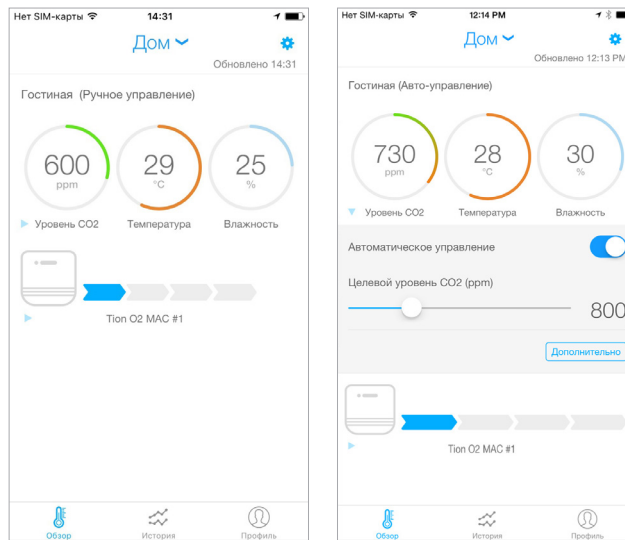 Нет SIM-карты 14:31
Дом
Обновлено 14:31
Гостиная (Ручное управление)
600 29 25
ppm °C %
Уровень CO2 Температура Влажность
Tion O2 MAC #1
Обзор История Профиль
Нет SIM-карты 12:14 PM
Дом
Обновлено 12:13 PM
Гостиная (Авто-управление)
730 28 30
ppm °C %
Уровень CO2 Температура Влажность
Автоматическое управление
Целевой уровень CO2 (ppm)
800
Дополнительно
Tion O2 MAC #1
Обзор История Профиль